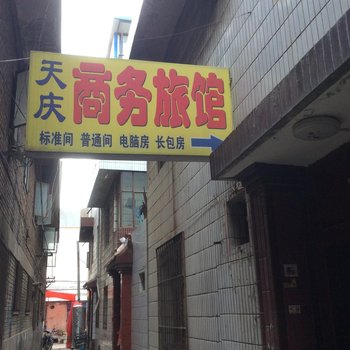 天庆
商务旅馆
标准间 普通间 电脑房 长包房